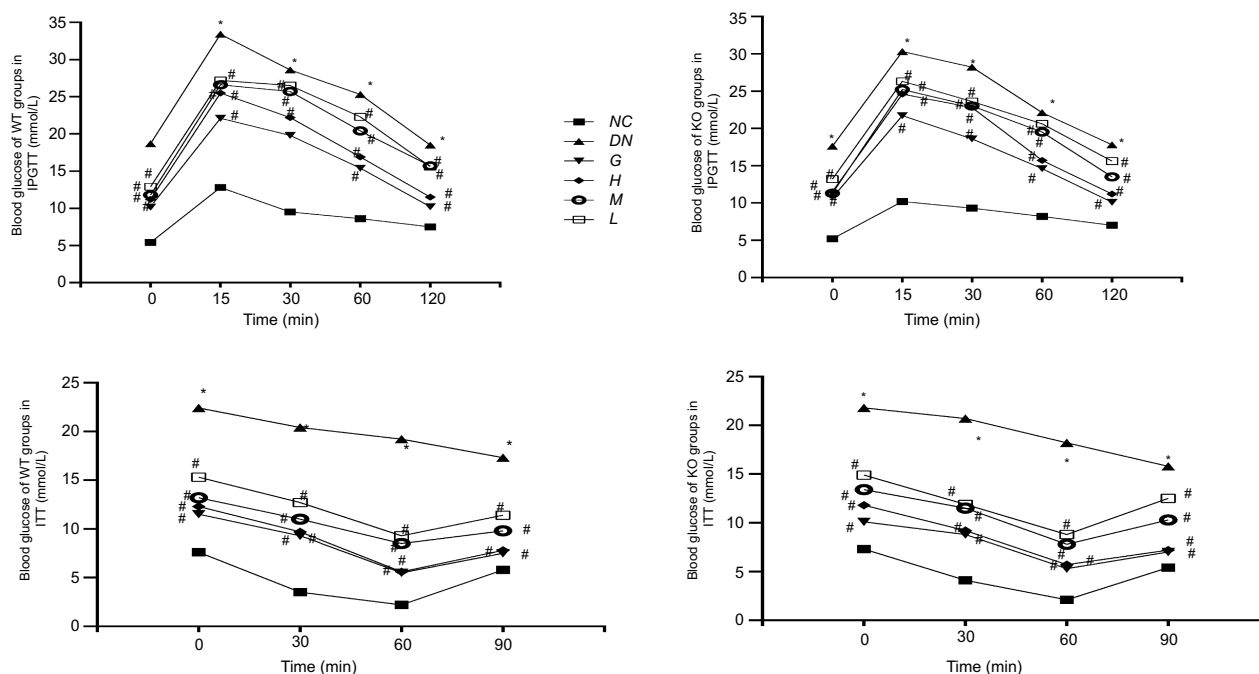 Blood glucose of WT groups in
IPGTT (mmol/L)
35
30
25
20
15
10
5
0
0 15 30 60 120
Time (min)
NC
DN
G
H
M
L
Blood glucose of KO groups in
IPGTT (mmol/L)
35
30
25
20
15
10
5
0
0 15 30 60 120
Time (min)
Blood glucose of WT groups in
ITT (mmol/L)
25
20
15
10
5
0
0 30 60 90
Time (min)
Blood glucose of KO groups in
ITT (mmol/L)
25
20
15
10
5
0
0 30 60 90
Time (min)